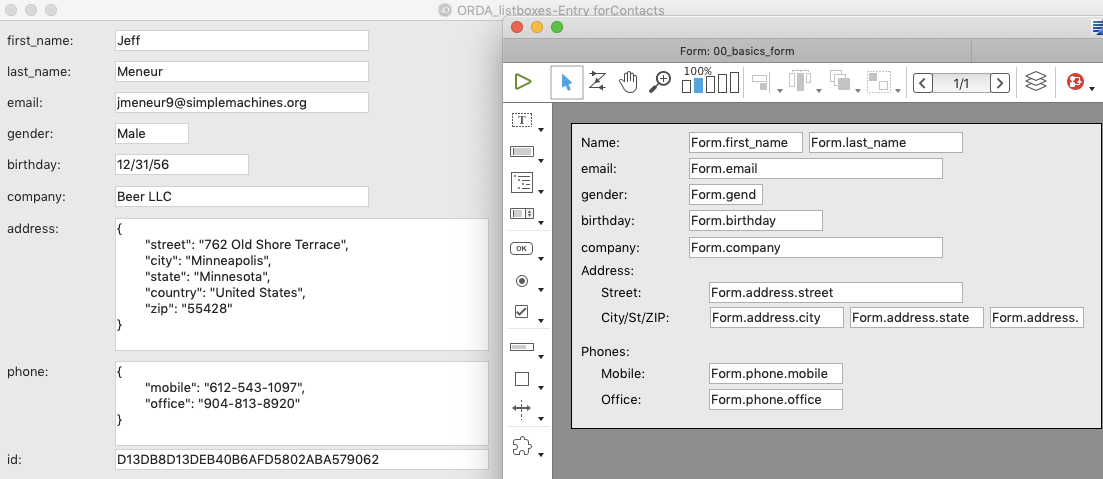 ORDA_listboxes-Entry forContacts
first_name: Jeff
last_name: Meneur
email: jmeneur9@simplemachines.org
gender: Male
birthday: 12/31/56
company: Beer LLC
address: {
"street": "762 Old Shore Terrace",
"city": "Minneapolis",
"state": "Minnesota",
"country": "United States",
"zip": "55428"
}
phone: {
"mobile": "612-543-1097",
"office": "904-813-8920"
}
id: D13DB8D13DEB40B6AFD5802ABA579062
Form: 00_basics_form
100%
1/1
T
OK
Name: Form.first_name Form.last_name
email: Form.email
gender: Form.gend
birthday: Form.birthday
company: Form.company
Address:
Street: Form.address.street
City/St/ZIP: Form.address.city Form.address.state Form.address.
Phones:
Mobile: Form.phone.mobile
Office: Form.phone.office